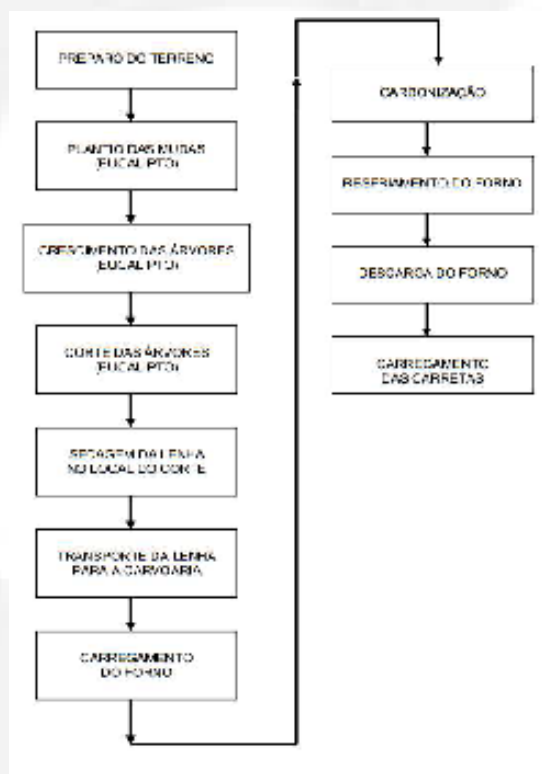 PREPARO DO TERRENO
PLANTIO DAS MUDAS
(EUCALIPTO)
CRESCIMENTO DAS ÁRVORES
(EUCALIPTO)
CORTE DAS ÁRVORES
(EUCALIPTO)
SECAGEM DA LENHA
NO LOCAL DO CORTE
TRANSPORTE DA LENHA
PARA A CARVOARIA
CARREGAMENTO
DO FORNO
CARBONIZAÇÃO
RESFRIAMENTO DO FORNO
DESCARGA DO FORNO
CARREGAMENTO
DAS CARRETAS